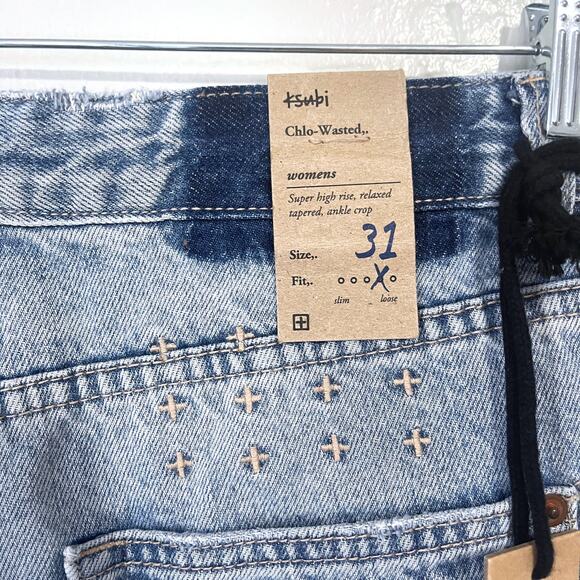 ksubi
Chlo-Wasted,.
womens
Super high rise, relaxed
tapered, ankle crop
Size,. 31
Fit,. X
slim loose